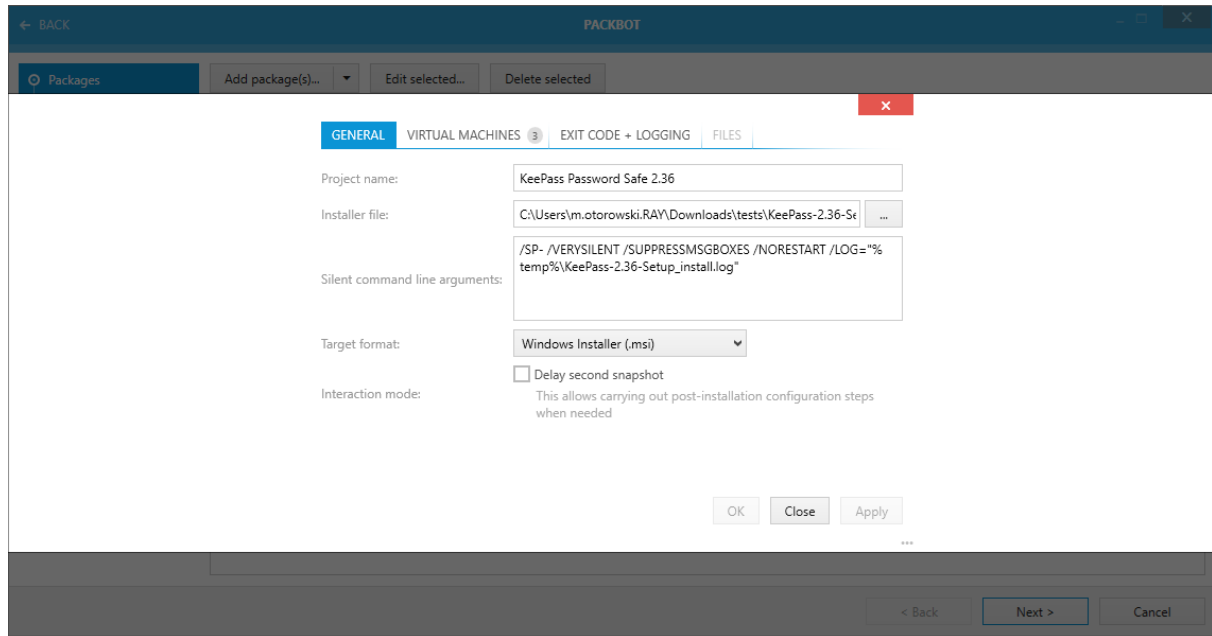 ← BACK
PACKBOT
Packages
Add package(s)...
Edit selected...
Delete selected
GENERAL
VIRTUAL MACHINES 3
EXIT CODE + LOGGING
FILES
Project name:
KeePass Password Safe 2.36
Installer file:
C:\Users\m.otorowski.RAY\Downloads\tests\KeePass-2.36-Se
...
Silent command line arguments:
/SP- /VERYSILENT /SUPPRESSMSGBOXES /NORESTART /LOG="%
temp%\KeePass-2.36-Setup_install.log"
Target format:
Windows Installer (.msi)
Interaction mode:
Delay second snapshot
This allows carrying out post-installation configuration steps
when needed
OK
Close
Apply
< Back
Next >
Cancel